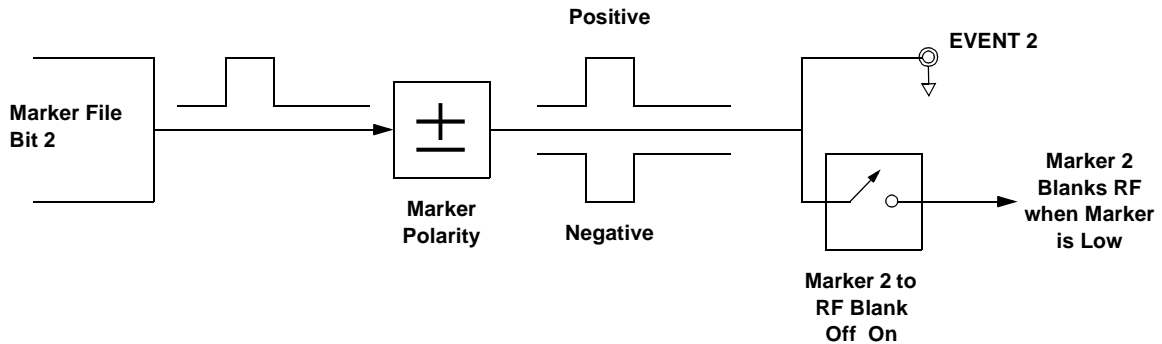 Positive
EVENT 2
Marker File
Bit 2
Marker
Polarity
Negative
Marker 2
Blanks RF
when Marker
is Low
Marker 2 to
RF Blank
Off On